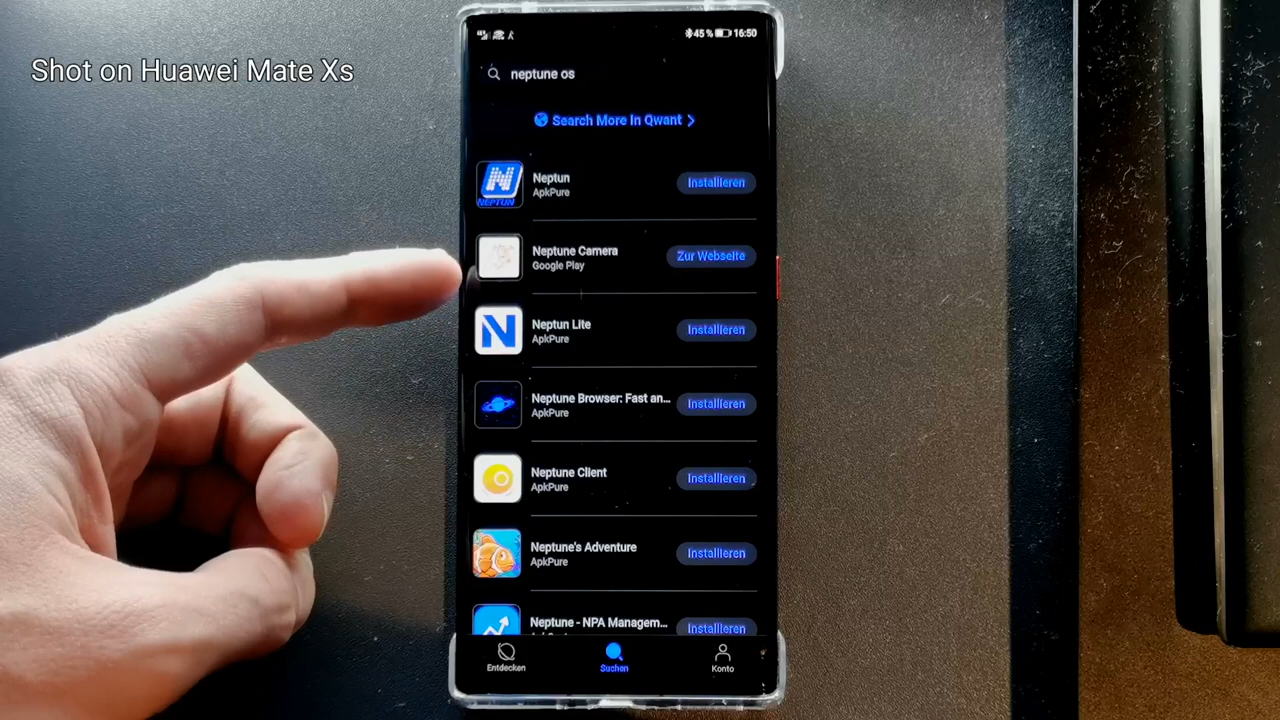 Shot on Huawei Mate Xs
45 % 16:50
neptune os
Search More In Qwant
NEPTUN
Neptun
ApkPure
Installieren
Neptune Camera
Google Play
Zur Webseite
Neptun Lite
ApkPure
Installieren
Neptune Browser: Fast an...
ApkPure
Installieren
Neptune Client
ApkPure
Installieren
Neptune's Adventure
ApkPure
Installieren
Neptune - NPA Managem...
Installieren
Entdecken
Suchen
Konto